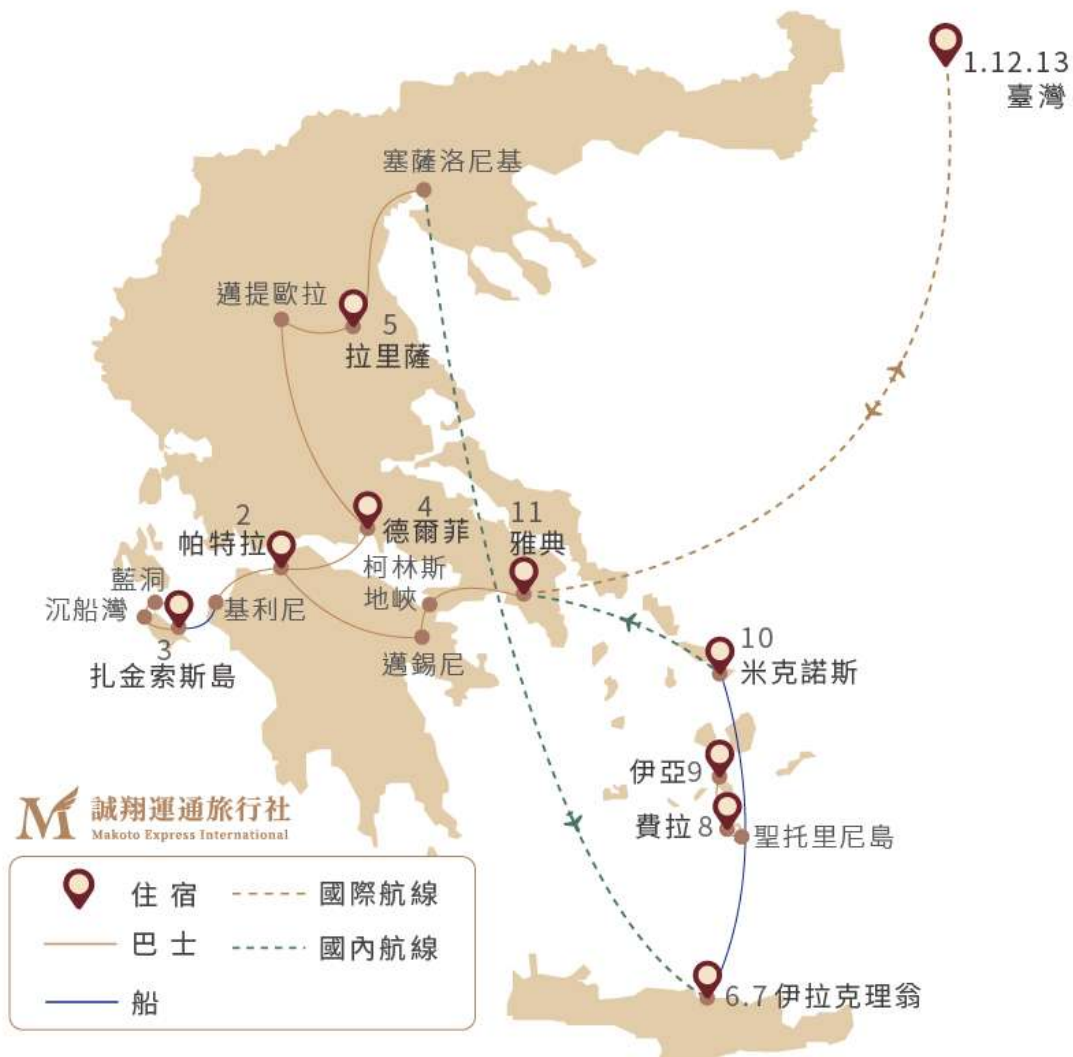 1.12.13
臺灣
塞薩洛尼基
邁提歐拉
5
拉里薩
2
帕特拉
4
德爾菲
11
雅典
柯林斯
地峽
藍洞
沉船灣
基利尼
3
扎金索斯島
邁錫尼
10
米克諾斯
伊亞9
費拉8
聖托里尼島
6.7伊拉克理翁
誠翔運通旅行社
Makoto Express International
住宿
國際航線
巴士
國內航線
船